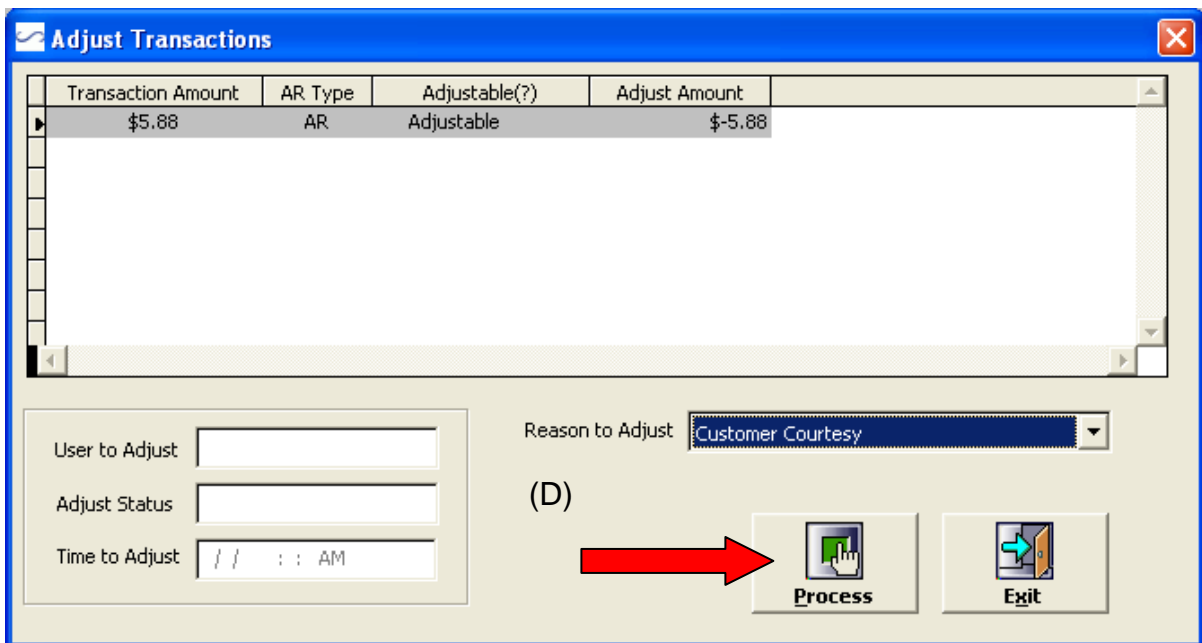 Adjust Transactions
Transaction Amount AR Type Adjustable(?) Adjust Amount
$5.88 AR Adjustable $-5.88
Reason to Adjust Customer Courtesy
User to Adjust
(D)
Adjust Status
Time to Adjust / / : : AM
Process Exit